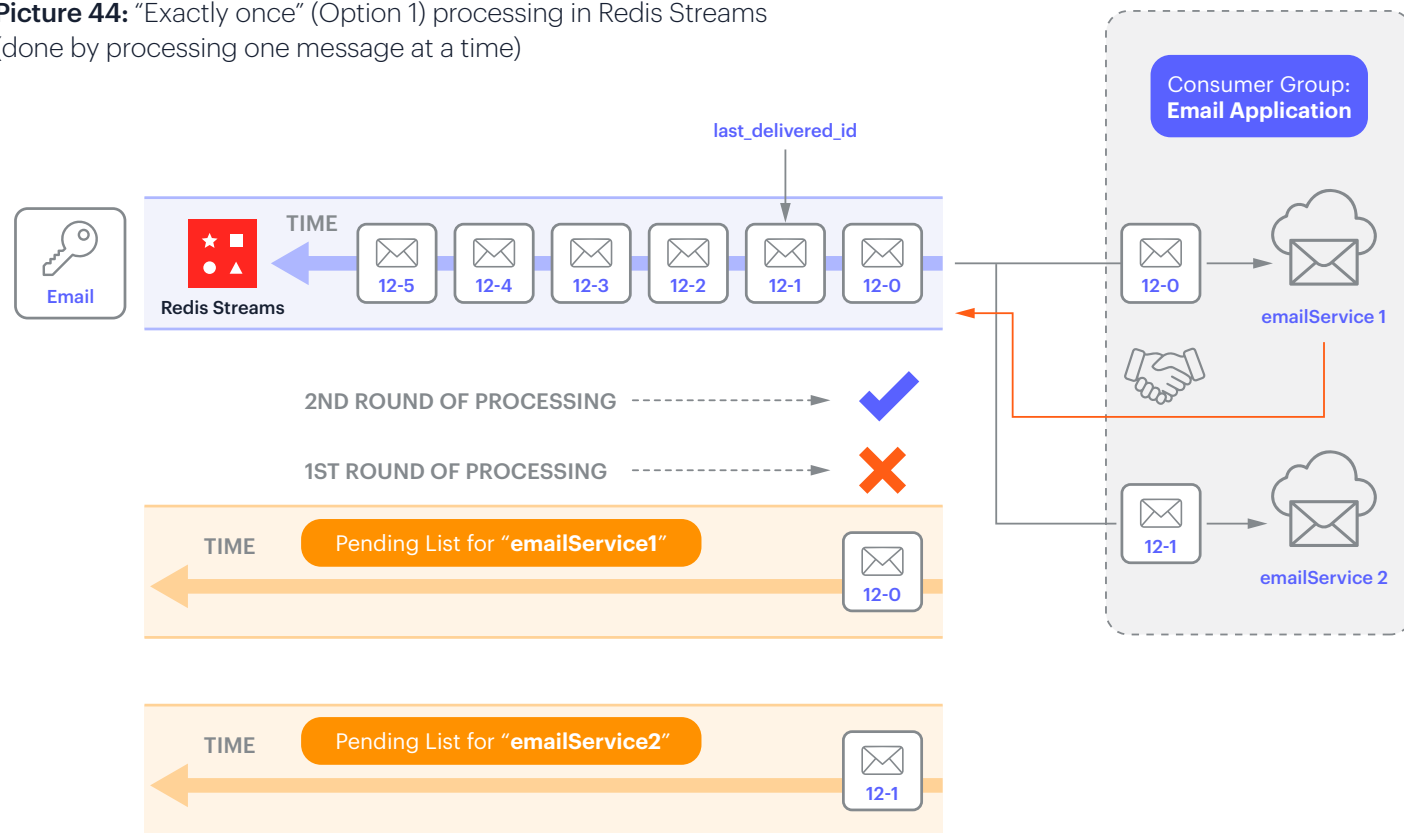 Picture 44: “Exactly once” (Option 1) processing in Redis Streams
(done by processing one message at a time)
Consumer Group:
Email Application
last_delivered_id
Email
TIME
Redis Streams
12-5
12-4
12-3
12-2
12-1
12-0
12-0
emailService 1
2ND ROUND OF PROCESSING
1ST ROUND OF PROCESSING
12-1
emailService 2
TIME
Pending List for “emailService1”
12-0
TIME
Pending List for “emailService2”
12-1